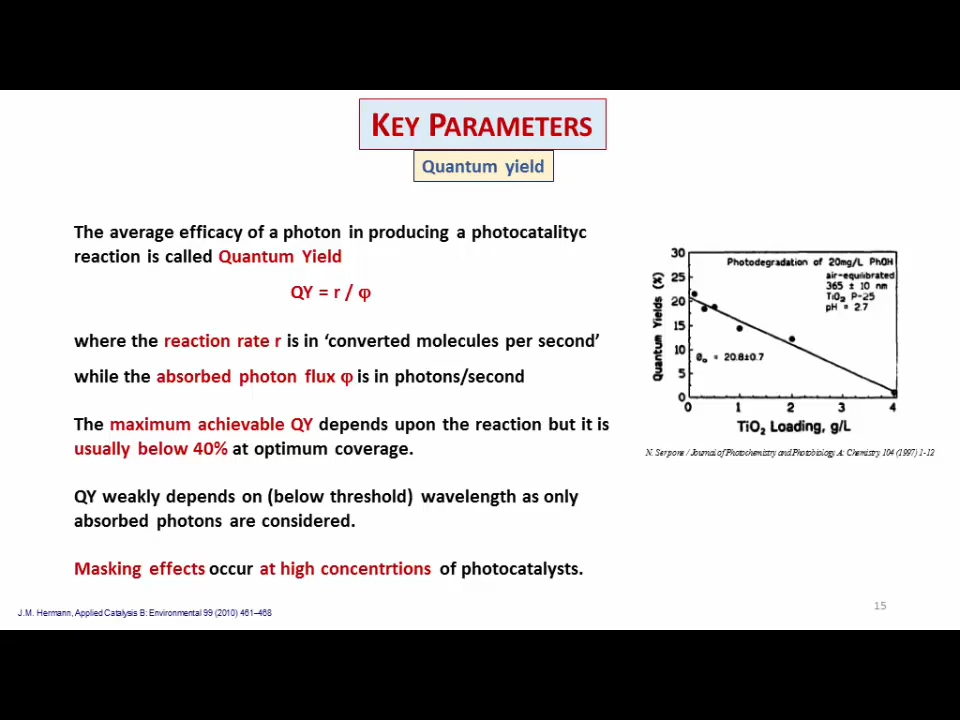 KEY PARAMETERS
Quantum yield
The average efficacy of a photon in producing a photocatalityc
reaction is called Quantum Yield
QY = r / φ
where the reaction rate r is in ‘converted molecules per second’
while the absorbed photon flux φ is in photons/second
The maximum achievable QY depends upon the reaction but it is
usually below 40% at optimum coverage.
QY weakly depends on (below threshold) wavelength as only
absorbed photons are considered.
Masking effects occur at high concentrtions of photocatalysts.
J.M. Hermann, Applied Catalysis B: Environmental 99 (2010) 461–468
Quantum Yields (%)
30
25
20
15
10
5
0
Photodegradation of 20mg/L PhOH
air-equilibrated
365 ± 10 nm
TiO₂ P-25
pH = 2.7
Ø₀ = 20.8±0.7
0 1 2 3 4
TiO₂ Loading, g/L
N. Serpone / Journal of Photochemistry and Photobiology A: Chemistry 104 (1997) 1-12
15